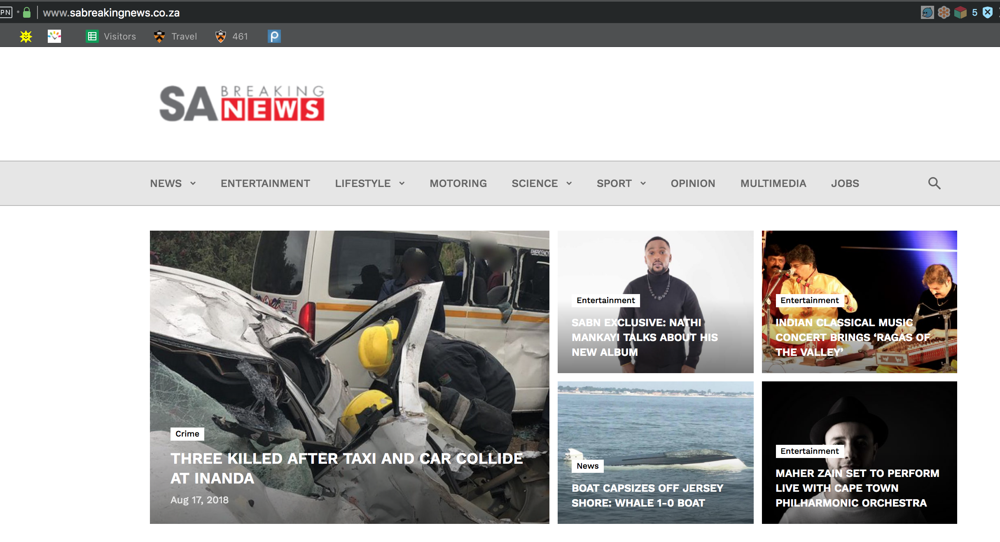 PN
www.sabreakingnews.co.za
5
Visitors
Travel
461
SA BREAKING
NEWS
NEWS
ENTERTAINMENT
LIFESTYLE
MOTORING
SCIENCE
SPORT
OPINION
MULTIMEDIA
JOBS
EMERGENCY
Crime
THREE KILLED AFTER TAXI AND CAR COLLIDE
AT INANDA
Aug 17, 2018
Entertainment
SABN EXCLUSIVE: NATHI
MANKAYI TALKS ABOUT HIS
NEW ALBUM
Entertainment
INDIAN CLASSICAL MUSIC
CONCERT BRINGS ‘RAGAS OF
THE VALLEY’
News
BOAT CAPSIZES OFF JERSEY
SHORE: WHALE 1-0 BOAT
Entertainment
MAHER ZAIN SET TO PERFORM
LIVE WITH CAPE TOWN
PHILHARMONIC ORCHESTRA